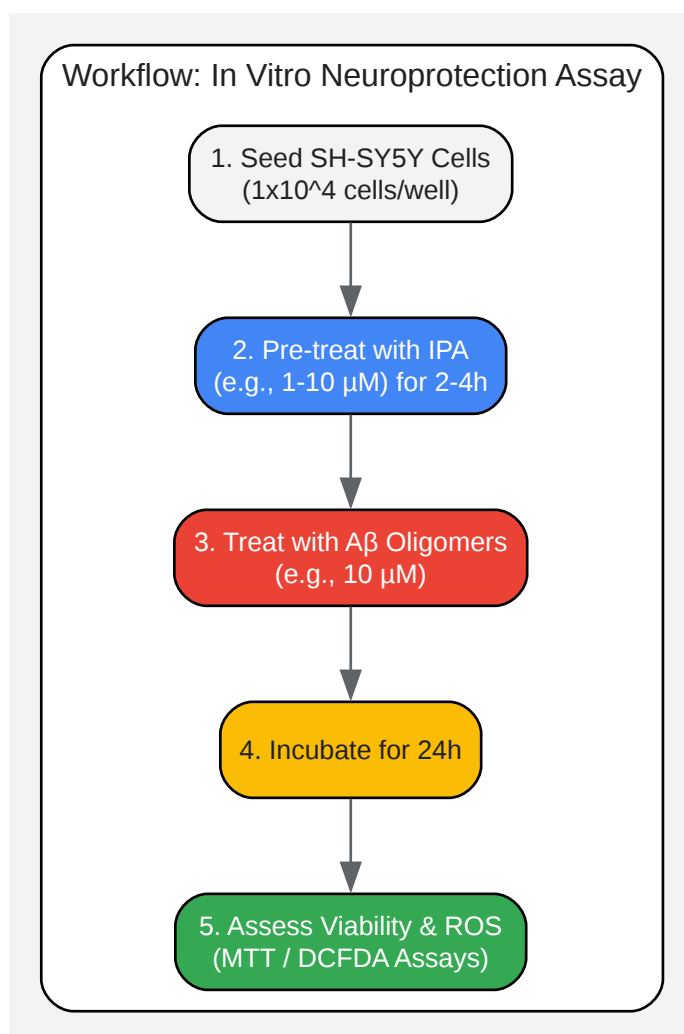 Workflow: In Vitro Neuroprotection Assay
1. Seed SH-SY5Y Cells
(1x10^4 cells/well)
2. Pre-treat with IPA
(e.g., 1-10 µM) for 2-4h
3. Treat with Aβ Oligomers
(e.g., 10 µM)
4. Incubate for 24h
5. Assess Viability & ROS
(MTT / DCFDA Assays)